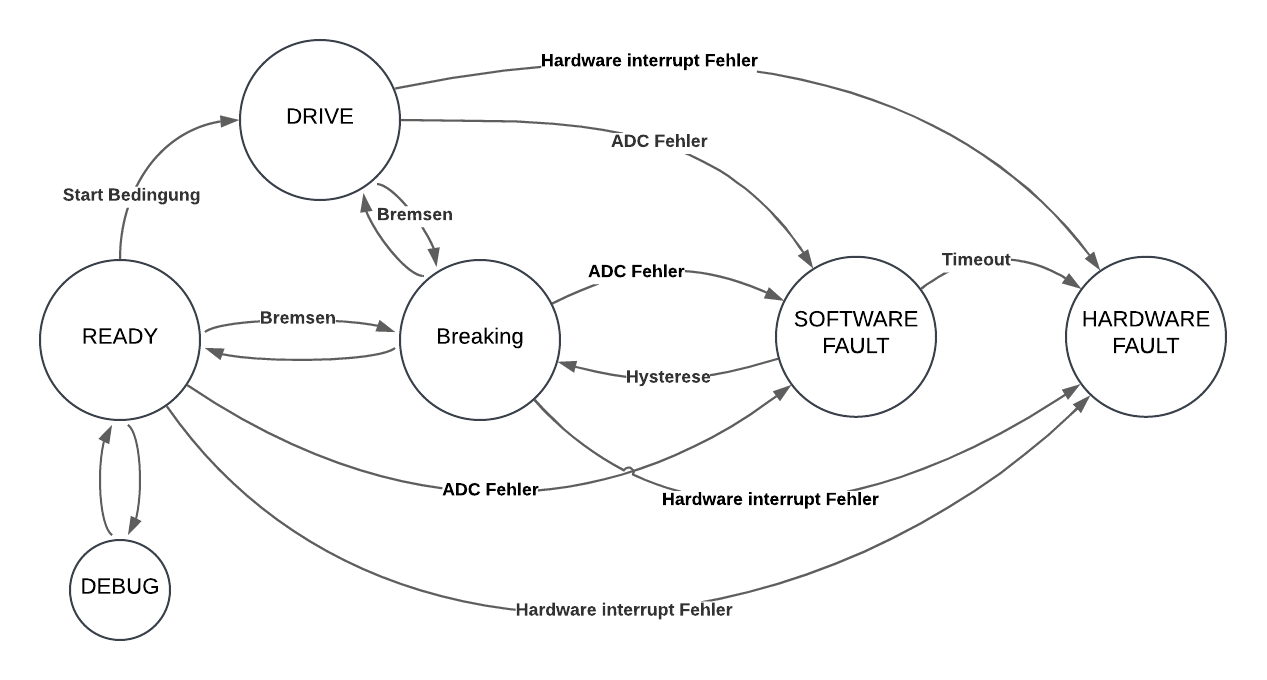 Hardware interrupt Fehler
DRIVE
ADC Fehler
Start Bedingung
Bremsen
Timeout
ADC Fehler
Bremsen
READY
Breaking
SOFTWARE
FAULT
HARDWARE
FAULT
Hysterese
ADC Fehler
Hardware interrupt Fehler
DEBUG
Hardware interrupt Fehler